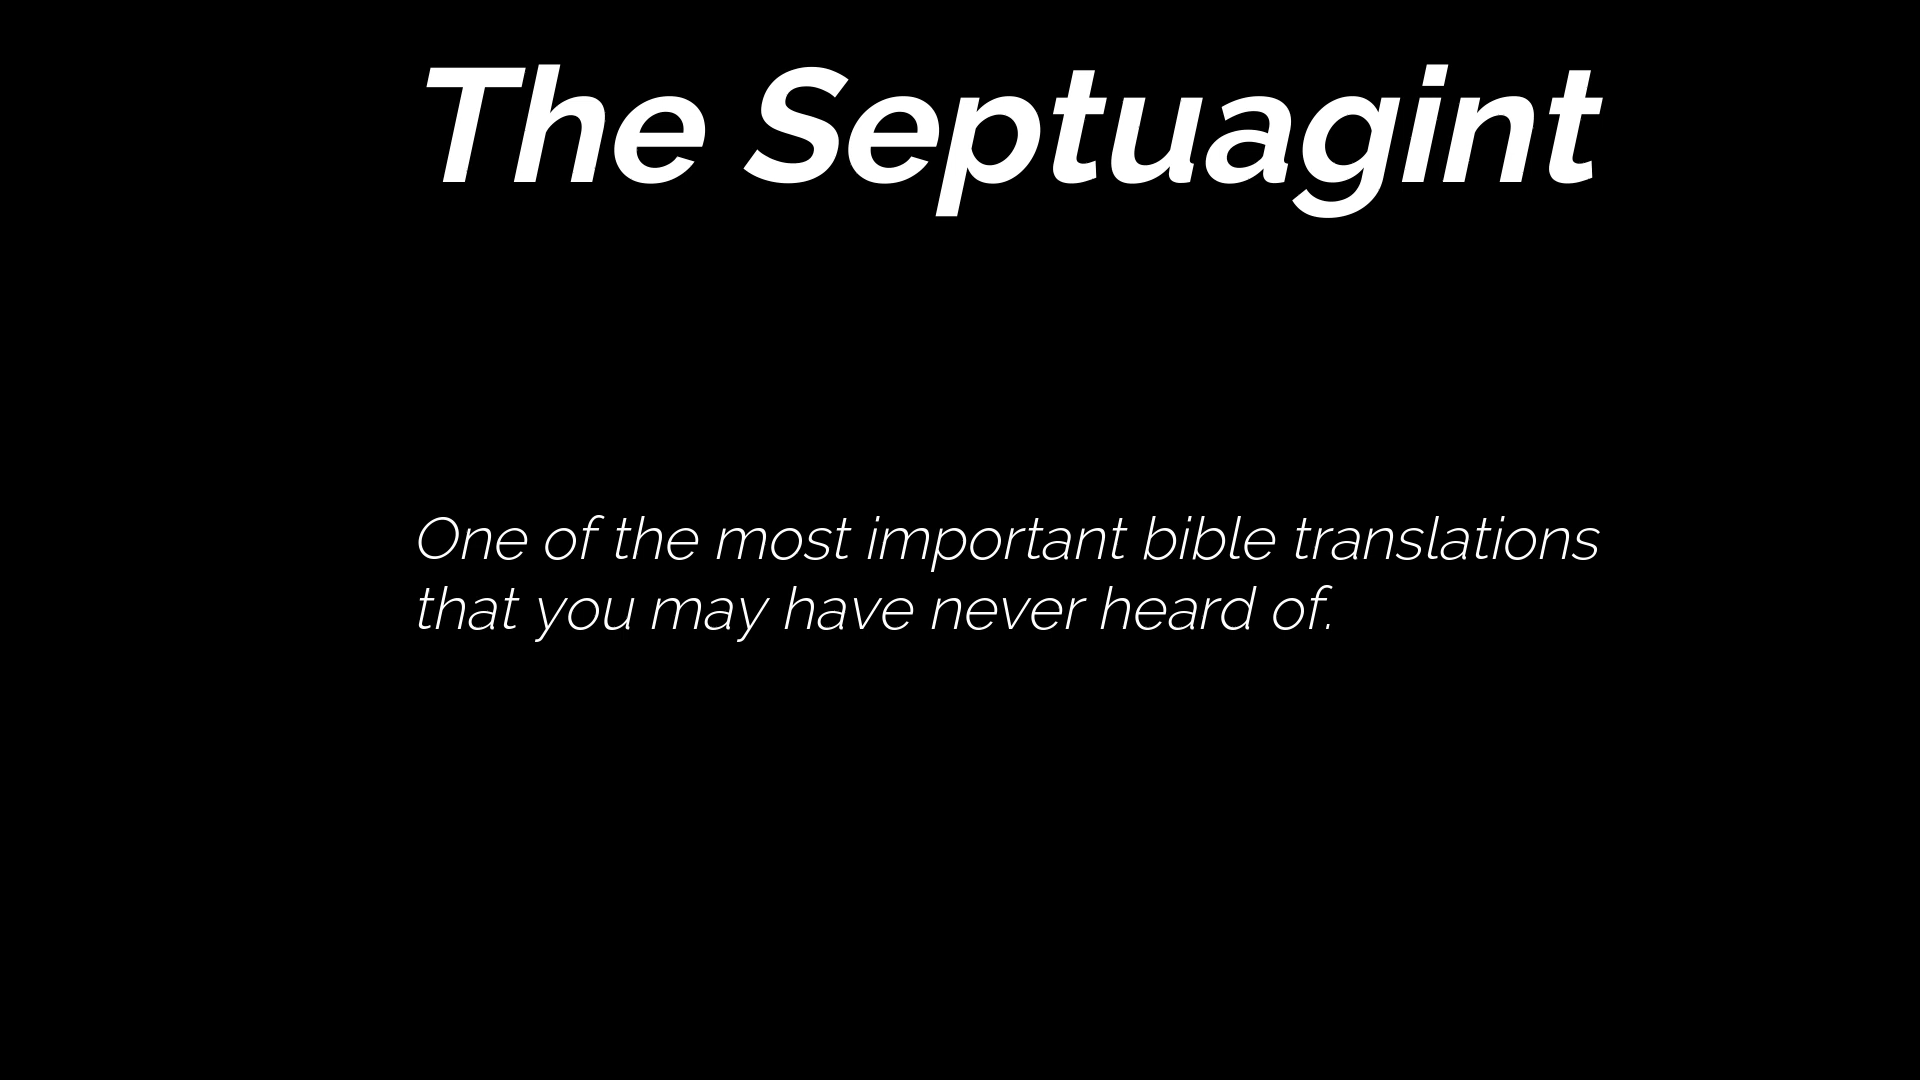 The Septuagint
One of the most important bible translations
that you may have never heard of.